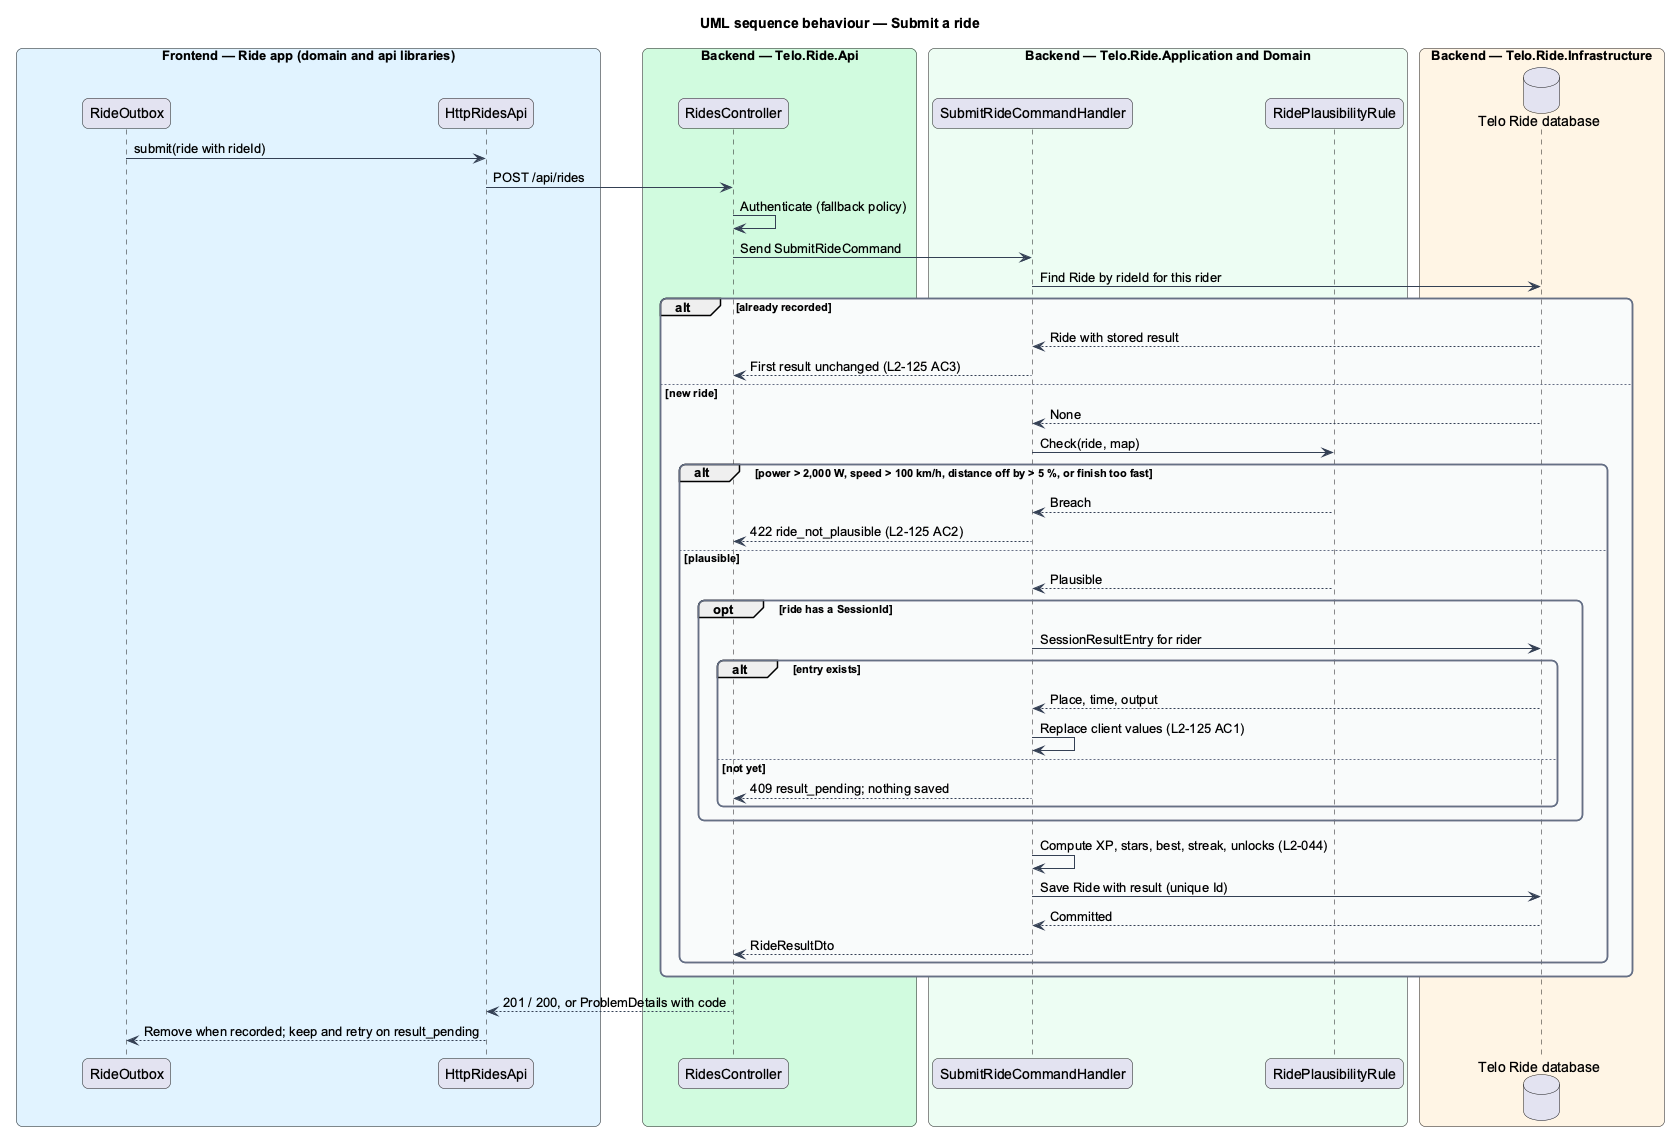 UML sequence behaviour — Submit a ride
Frontend — Ride app (domain and api libraries)
Backend — Telo.Ride.Api
Backend — Telo.Ride.Application and Domain
Backend — Telo.Ride.Infrastructure
RideOutbox
HttpRidesApi
RidesController
SubmitRideCommandHandler
RidePlausibilityRule
Telo Ride database
submit(ride with rideId)
POST /api/rides
Authenticate (fallback policy)
Send SubmitRideCommand
Find Ride by rideId for this rider
alt [already recorded]
Ride with stored result
First result unchanged (L2-125 AC3)
[new ride]
None
Check(ride, map)
alt [power > 2,000 W, speed > 100 km/h, distance off by > 5 %, or finish too fast]
Breach
422 ride_not_plausible (L2-125 AC2)
[plausible]
Plausible
opt [ride has a SessionId]
SessionResultEntry for rider
alt [entry exists]
Place, time, output
Replace client values (L2-125 AC1)
[not yet]
409 result_pending; nothing saved
Compute XP, stars, best, streak, unlocks (L2-044)
Save Ride with result (unique Id)
Committed
RideResultDto
201 / 200, or ProblemDetails with code
Remove when recorded; keep and retry on result_pending
RideOutbox
HttpRidesApi
RidesController
SubmitRideCommandHandler
RidePlausibilityRule
Telo Ride database